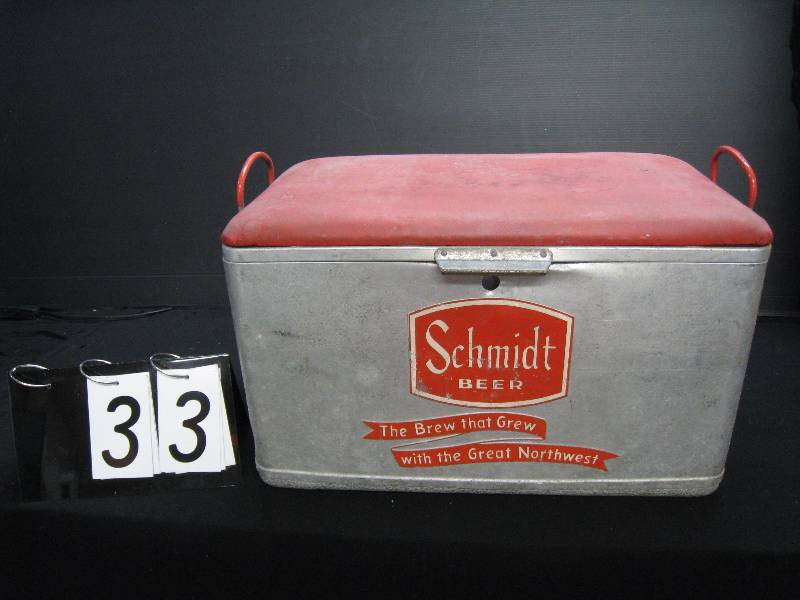 Schmidt
BEER
The Brew that Grew
with the Great Northwest
33